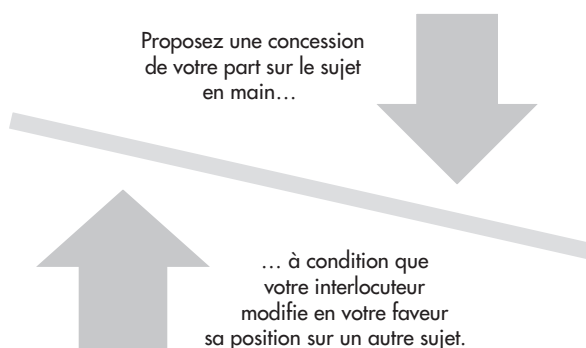 Proposez une concession
de votre part sur le sujet
en main…
… à condition que
votre interlocuteur
modifie en votre faveur
sa position sur un autre sujet.